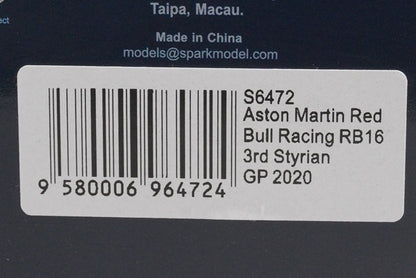 Taipa, Macau.
ect
Made in China
models@sparkmodel.com
S6472
Aston Martin Red
Bull Racing RB16
3rd Styrian
GP 2020
9 580006 964724